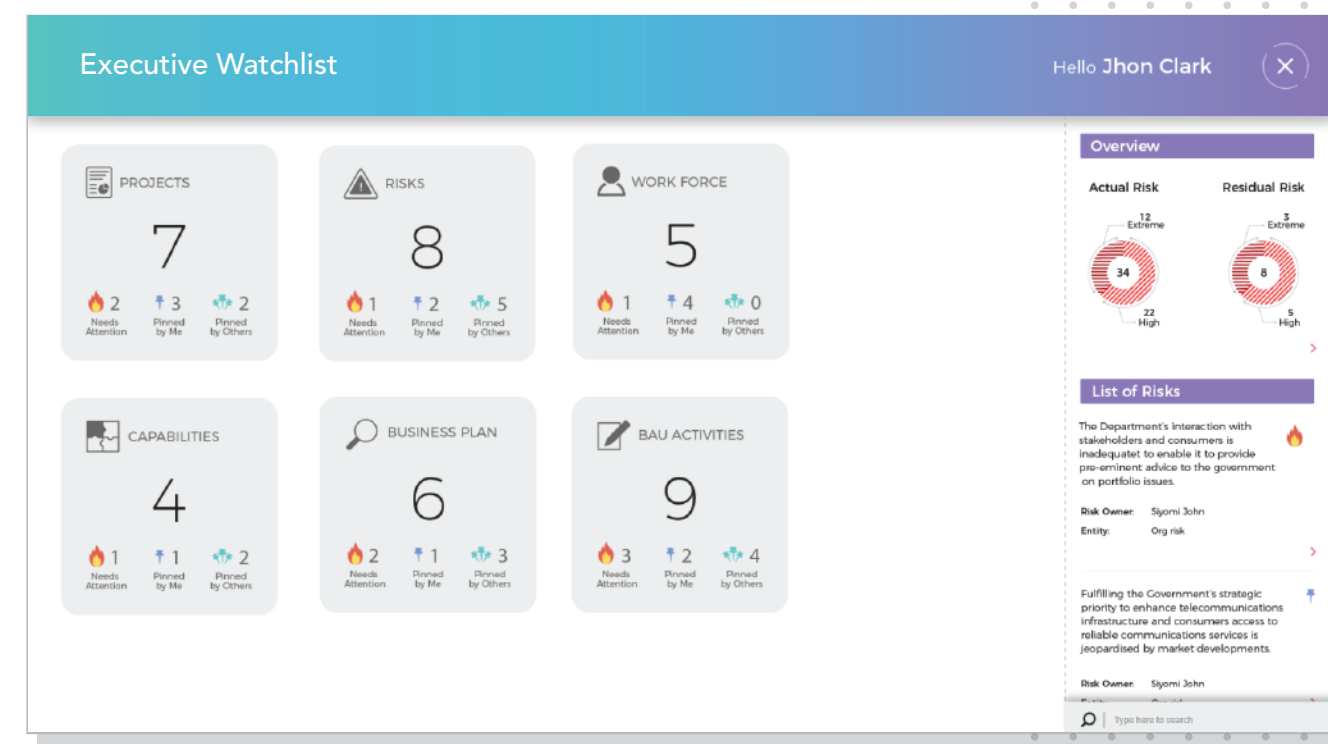 Executive Watchlist
Hello Jhon Clark
PROJECTS
7
2
Needs
Attention
3
Pinned
by Me
2
Pinned
by Others
RISKS
8
1
Needs
Attention
2
Pinned
by Me
5
Pinned
by Others
WORK FORCE
5
1
Needs
Attention
4
Pinned
by Me
0
Pinned
by Others
CAPABILITIES
4
1
Needs
Attention
1
Pinned
by Me
2
Pinned
by Others
BUSINESS PLAN
6
2
Needs
Attention
1
Pinned
by Me
3
Pinned
by Others
BAU ACTIVITIES
9
3
Needs
Attention
2
Pinned
by Me
4
Pinned
by Others
Overview
Actual Risk
12
Extreme
34
22
High
Residual Risk
3
Extreme
8
5
High
List of Risks
The Department's interaction with
stakeholders and consumers is
inadequatet to enable it to provide
pre-eminent advice to the government
on portfolio issues.
Risk Owner: Siyomi John
Entity: Org risk
Fulfilling the Government's strategic
priority to enhance telecommunications
infrastructure and consumers access to
reliable communications services is
jeopardised by market developments.
Risk Owner: Siyomi John
Type here to search